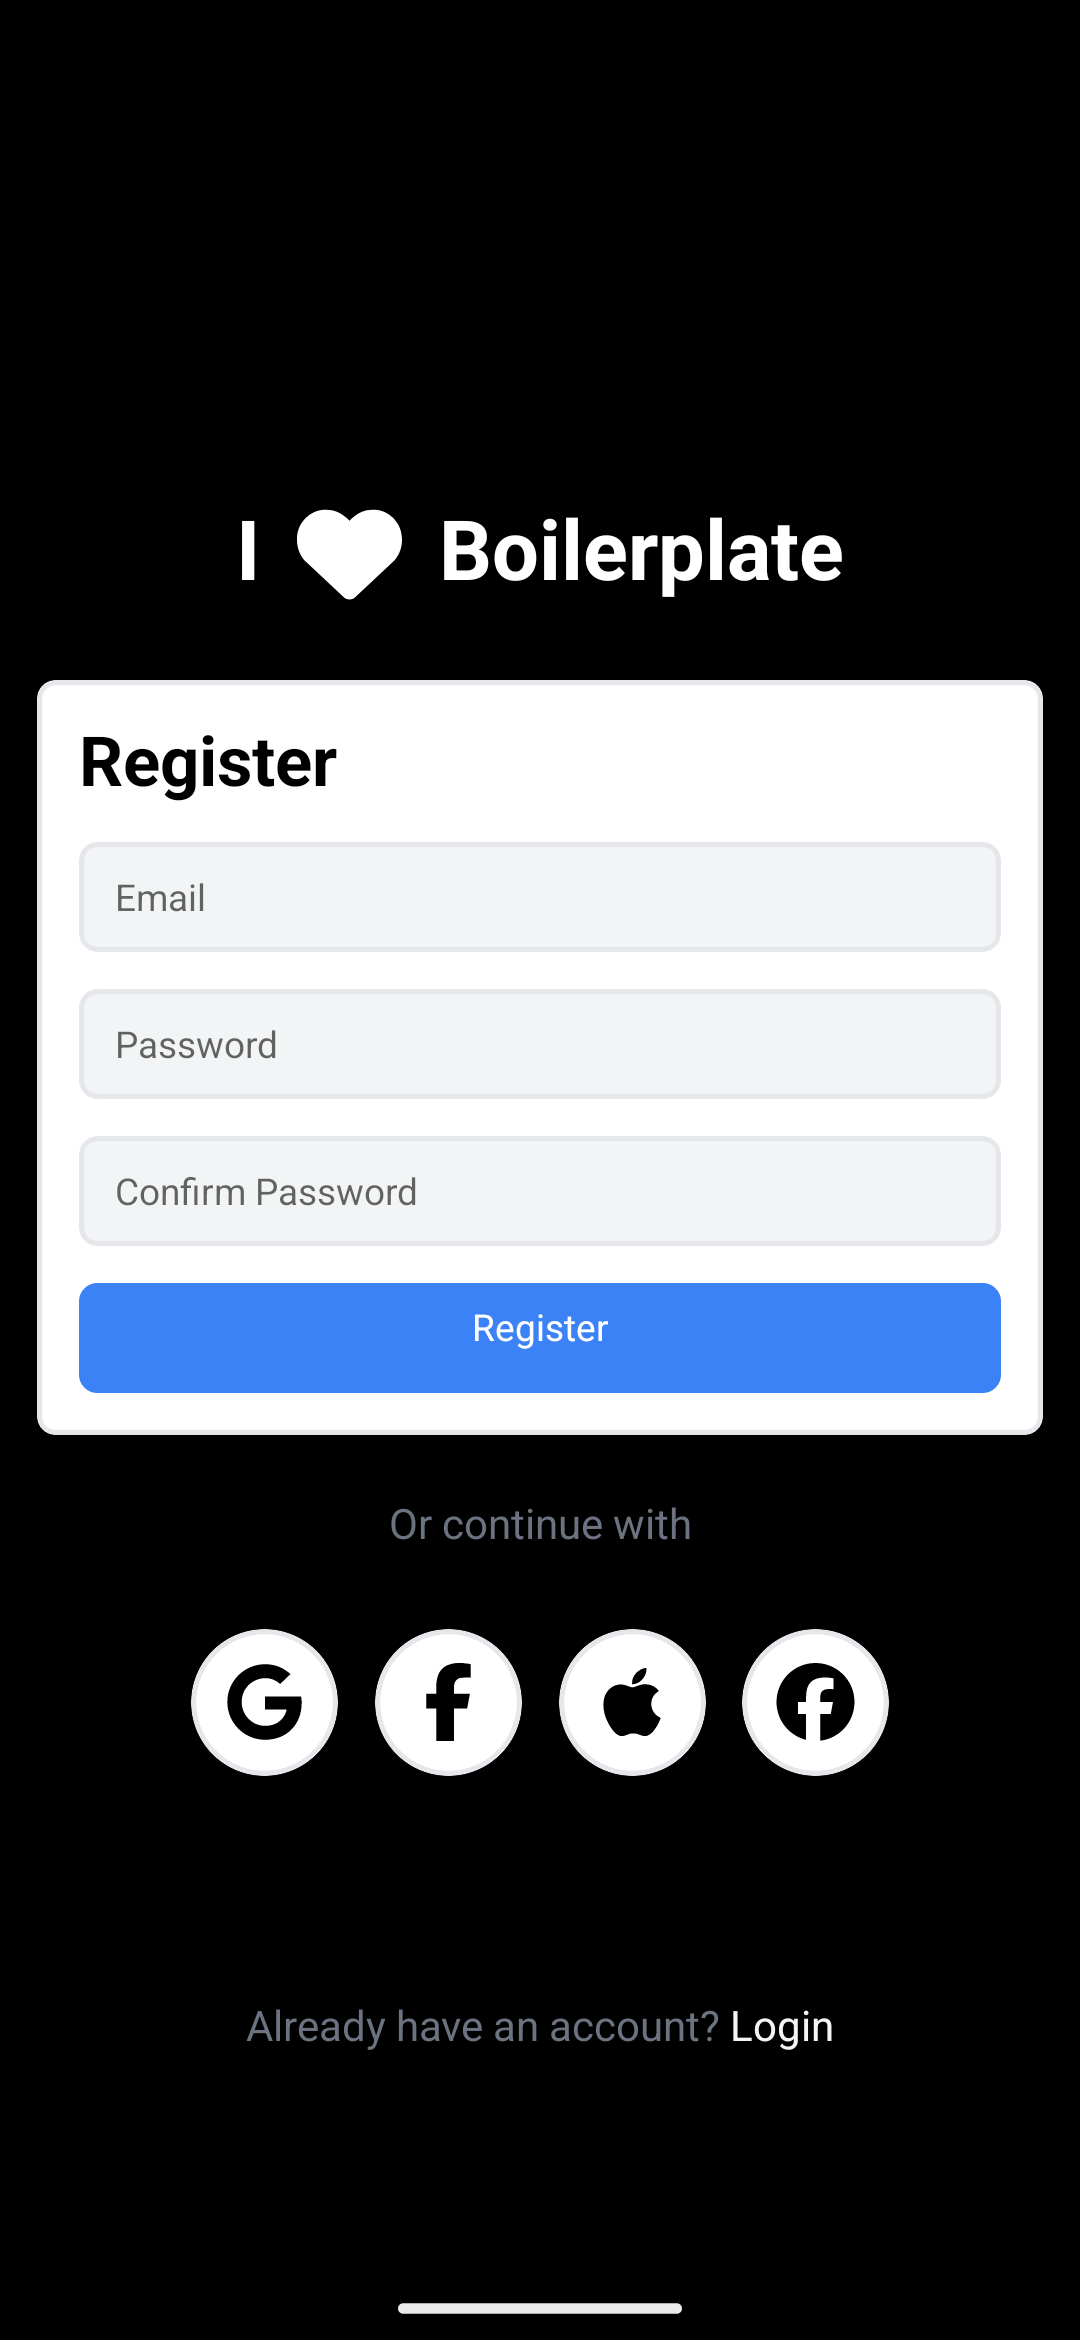 I Boilerplate
Register
Email
Password
Confirm Password
Register
Or continue with
Already have an account? Login